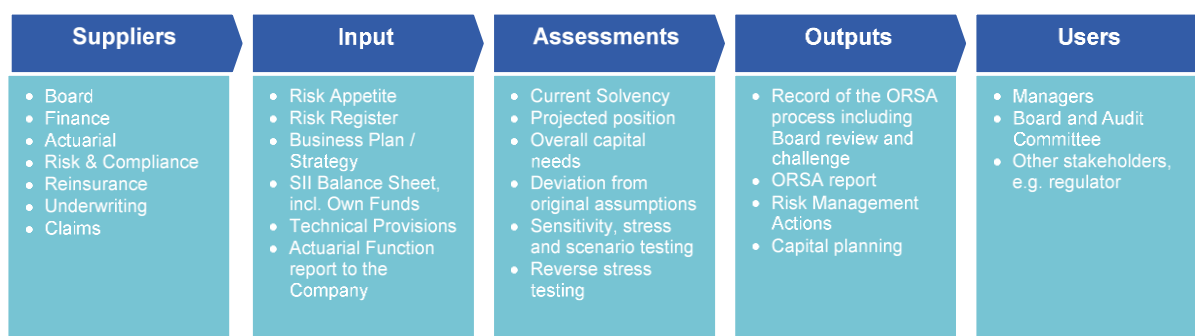 Suppliers
• Board
• Finance
• Actuarial
• Risk & Compliance
• Reinsurance
• Underwriting
• Claims
Input
• Risk Appetite
• Risk Register
• Business Plan /
Strategy
• SII Balance Sheet,
incl. Own Funds
• Technical Provisions
• Actuarial Function
report to the
Company
Assessments
• Current Solvency
• Projected position
• Overall capital
needs
• Deviation from
original assumptions
• Sensitivity, stress
and scenario testing
• Reverse stress
testing
Outputs
• Record of the ORSA
process including
Board review and
challenge
• ORSA report
• Risk Management
Actions
• Capital planning
Users
• Managers
• Board and Audit
Committee
• Other stakeholders,
e.g. regulator